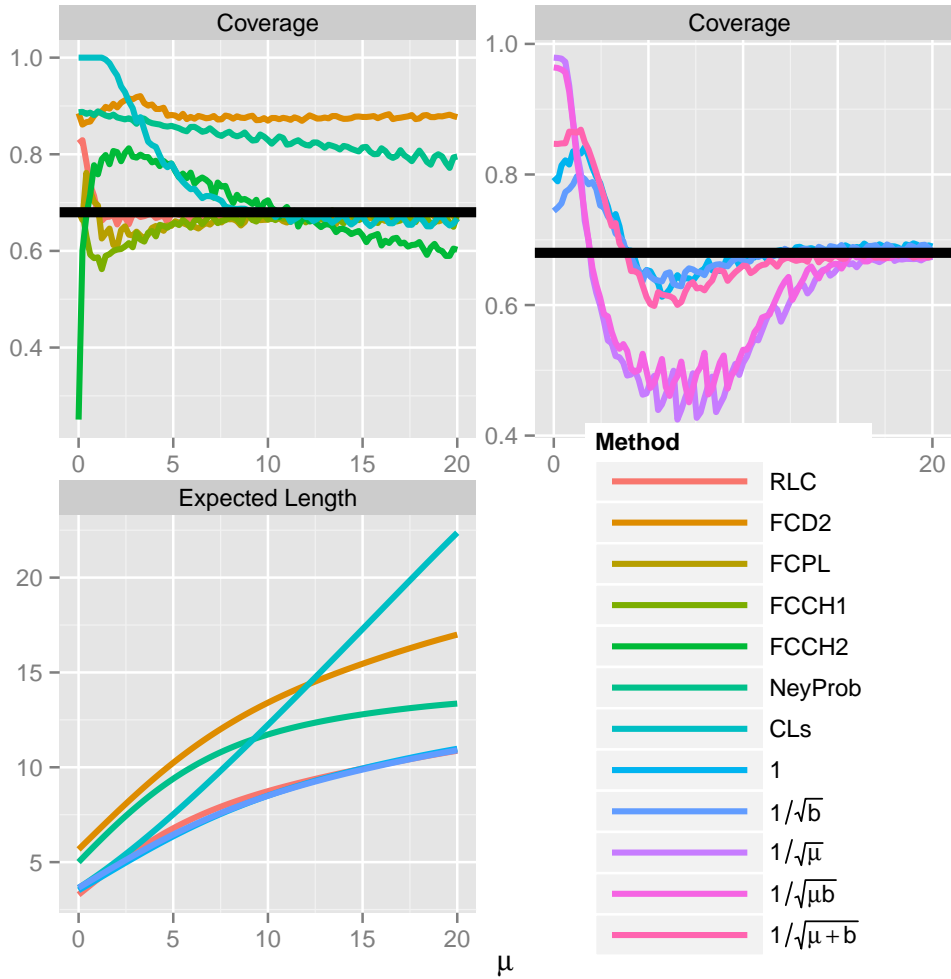 Coverage
Coverage
1.0
0.8
0.6
0.4
0
5
10
15
20
1.0
0.8
0.6
0.4
0
20
Expected Length
20
15
10
5
0
5
10
15
20
μ
Method
RLC
FCD2
FCPL
FCCH1
FCCH2
NeyProb
CLs
1
1/√b
1/√μ
1/√μb
1/√μ + b